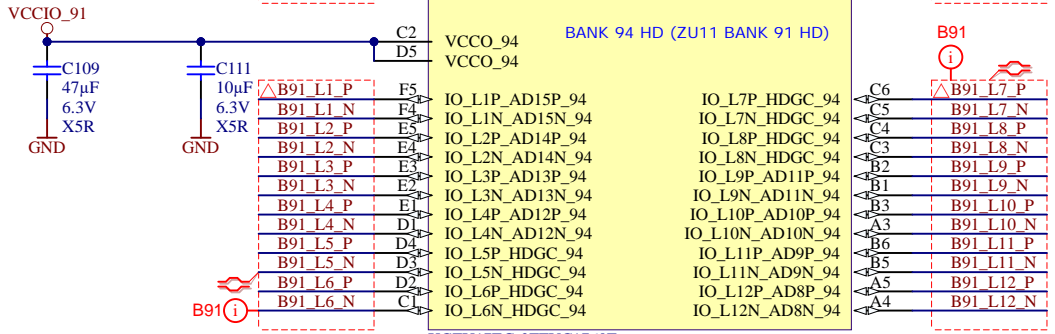 VCCIO_91
C109
47µF
6.3V
X5R
GND
C111
10µF
6.3V
X5R
GND
BANK 94 HD (ZU11 BANK 91 HD)
C2 VCCO_94
D5 VCCO_94
B91
i
B91_L1_P F5 IO_L1P_AD15P_94 IO_L7P_HDGC_94 C6 B91_L7_P
B91_L1_N F4 IO_L1N_AD15N_94 IO_L7N_HDGC_94 C5 B91_L7_N
B91_L2_P E5 IO_L2P_AD14P_94 IO_L8P_HDGC_94 C4 B91_L8_P
B91_L2_N E4 IO_L2N_AD14N_94 IO_L8N_HDGC_94 C3 B91_L8_N
B91_L3_P E3 IO_L3P_AD13P_94 IO_L9P_AD11P_94 B2 B91_L9_P
B91_L3_N E2 IO_L3N_AD13N_94 IO_L9N_AD11N_94 B1 B91_L9_N
B91_L4_P E1 IO_L4P_AD12P_94 IO_L10P_AD10P_94 B3 B91_L10_P
B91_L4_N D1 IO_L4N_AD12N_94 IO_L10N_AD10N_94 A3 B91_L10_N
B91_L5_P D4 IO_L5P_HDGC_94 IO_L11P_AD9P_94 B6 B91_L11_P
B91_L5_N D3 IO_L5N_HDGC_94 IO_L11N_AD9N_94 B5 B91_L11_N
B91_L6_P D2 IO_L6P_HDGC_94 IO_L12P_AD8P_94 A5 B91_L12_P
B91_L6_N C1 IO_L6N_HDGC_94 IO_L12N_AD8N_94 A4 B91_L12_N
B91 i